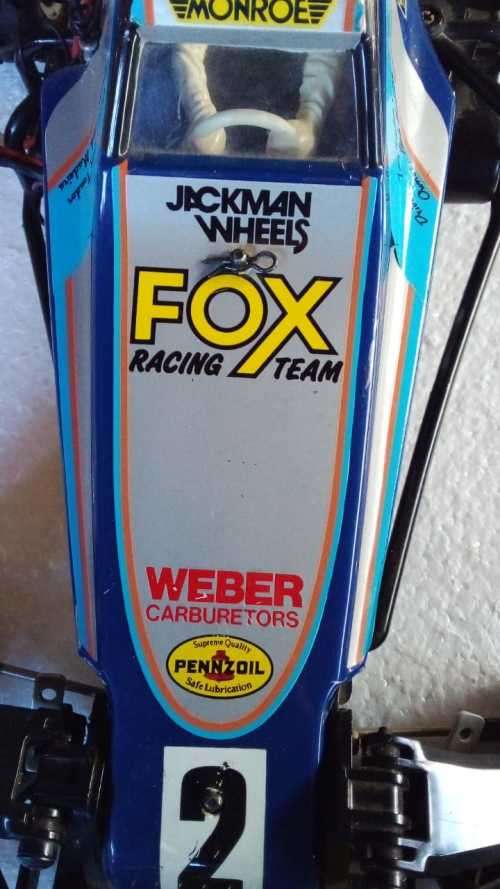 MONROE
JACKMAN
WHEELS
FOX
RACING TEAM
WEBER
CARBURETORS
Supreme Quality
PENNZOIL
Safe Lubrication
2